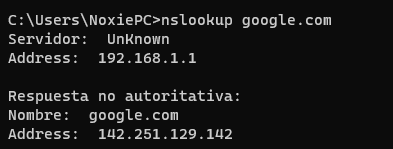 C:\Users\NoxiePC>nslookup google.com
Servidor:  UnKnown
Address:  192.168.1.1

Respuesta no autoritativa:
Nombre:  google.com
Address:  142.251.129.142